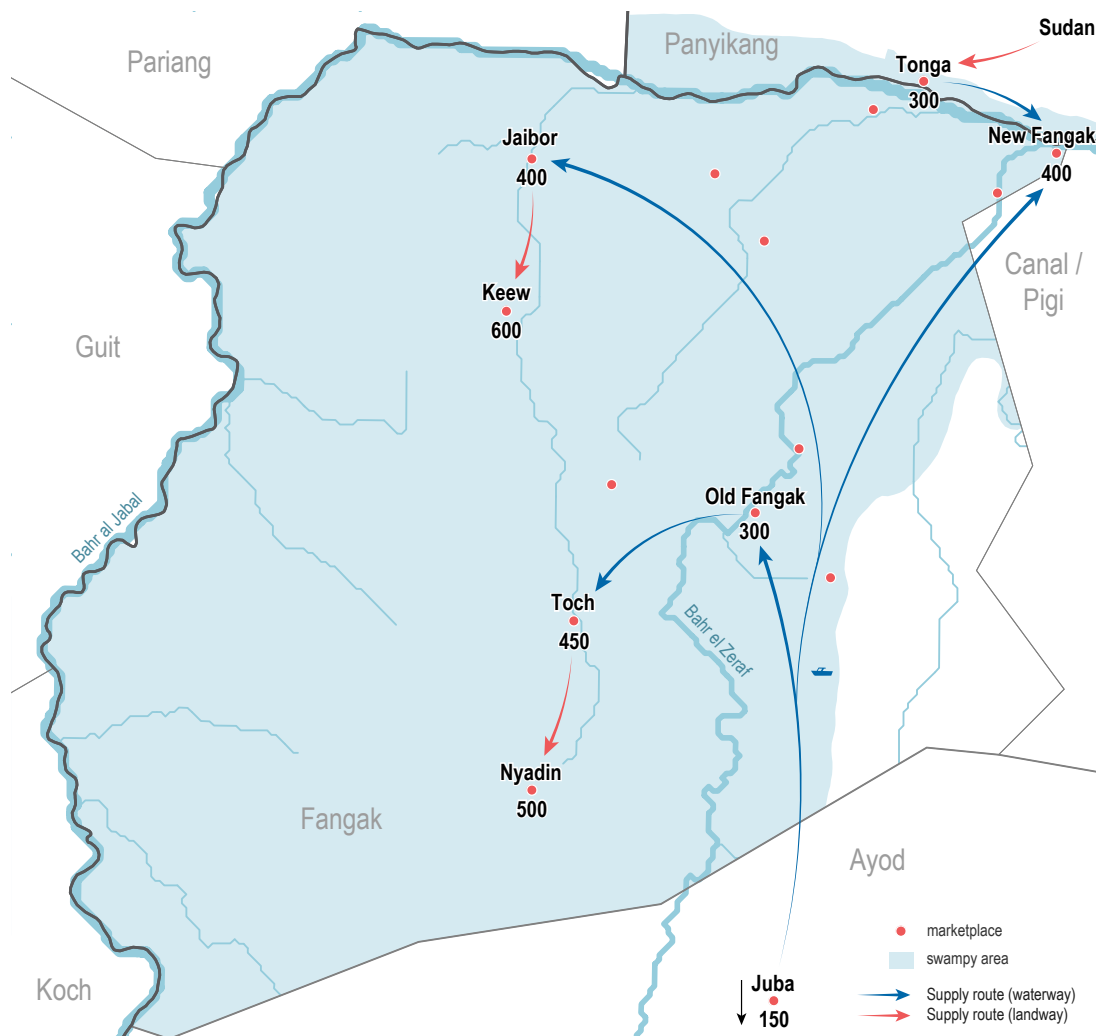 Sudan
Panyikang
Pariang
Tonga
300
New Fangak
400
Jaibor
400
Canal /
Pigi
Keew
600
Guit
Old Fangak
300
Bahr al Jabal
Toch
450
Bahr el Zeraf
Nyadin
500
Fangak
Ayod
marketplace
swampy area
Koch
Juba
150
Supply route (waterway)
Supply route (landway)